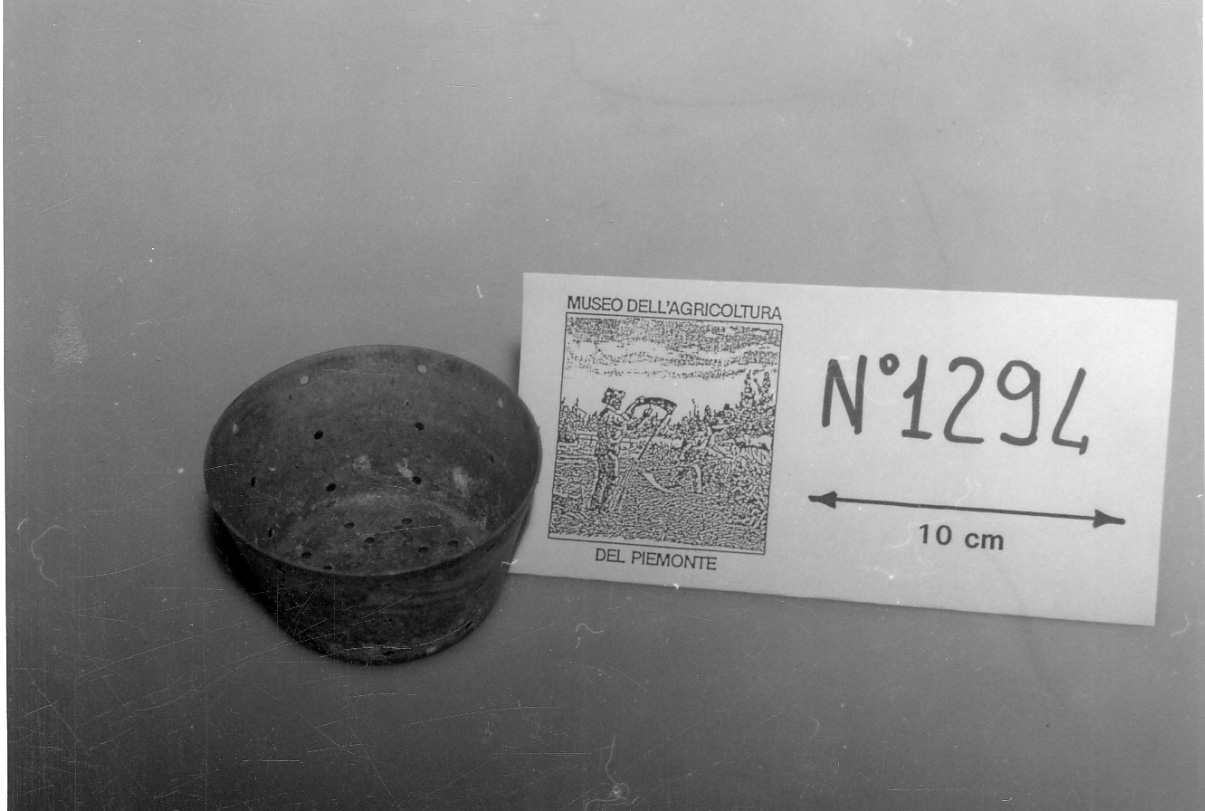 MUSEO DELL'AGRICOLTURA
DEL PIEMONTE
N°1294
10 cm